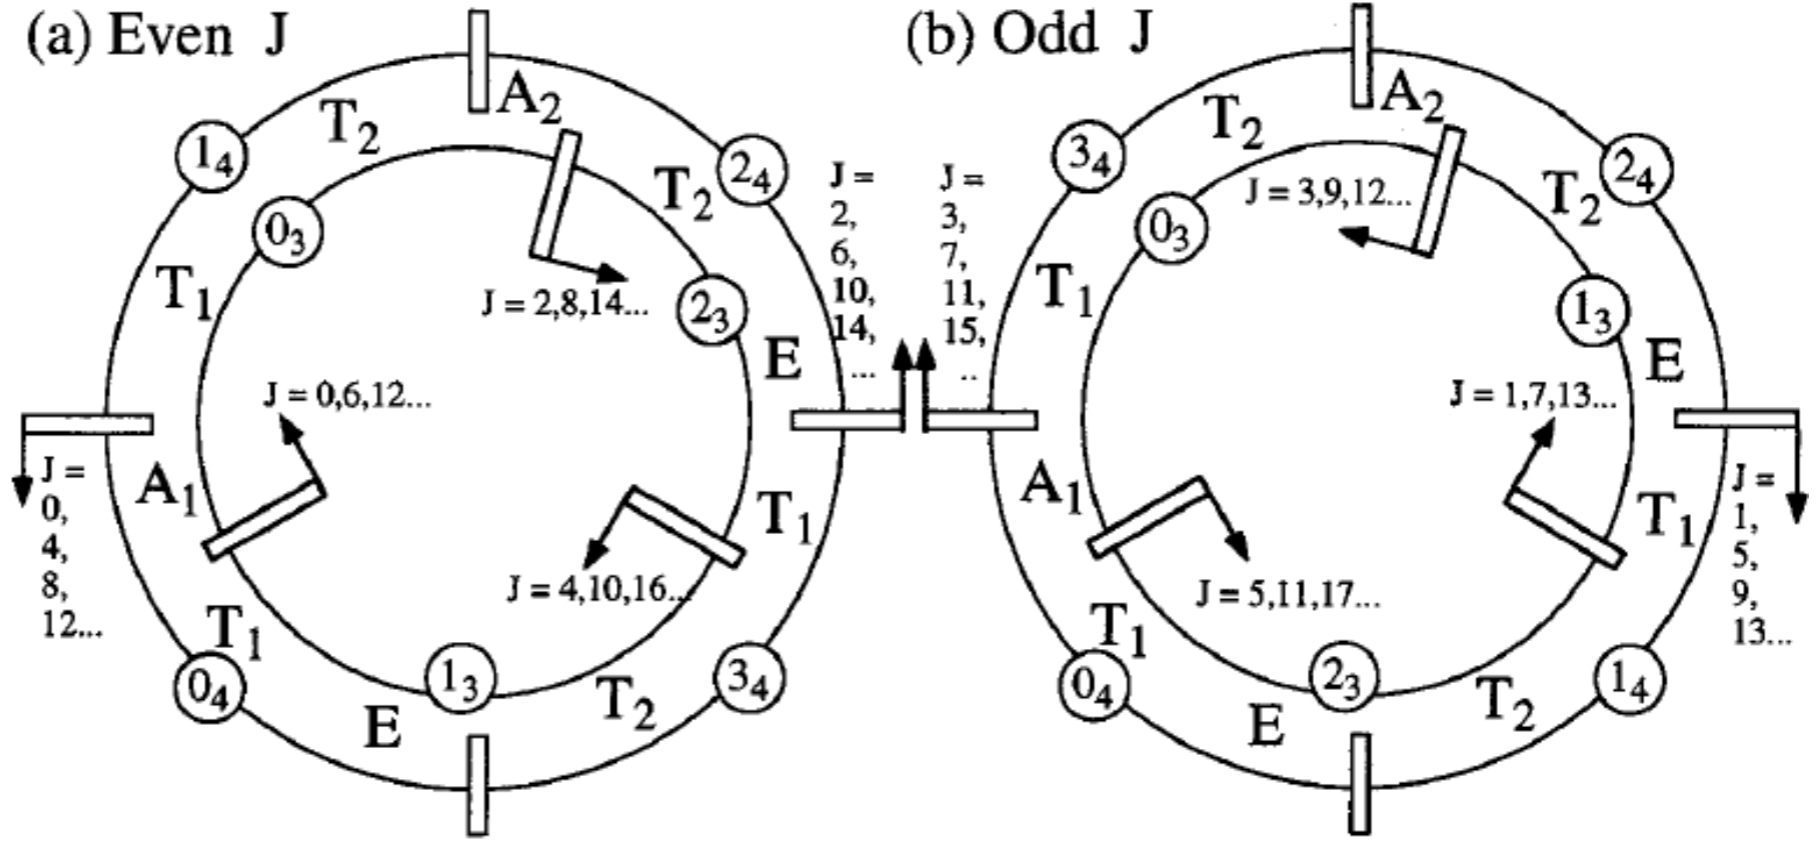 (a) Even J
A₂
T₂
1₄
2₄
T₂
0₃
J = 2,8,14...
2₃
T₁
E
J =
2,
6,
10,
14,
...
J = 0,6,12...
A₁
J =
0,
4,
8,
12...
T₁
J = 4,10,16...
T₁
0₄
1₃
T₂
3₄
E
(b) Odd J
A₂
T₂
3₄
2₄
J = 3,9,12...
T₂
0₃
1₃
T₁
E
J =
3,
7,
11,
15,
..
J = 1,7,13...
A₁
J =
1,
5,
9,
13...
T₁
J = 5,11,17...
T₁
0₄
2₃
T₂
1₄
E